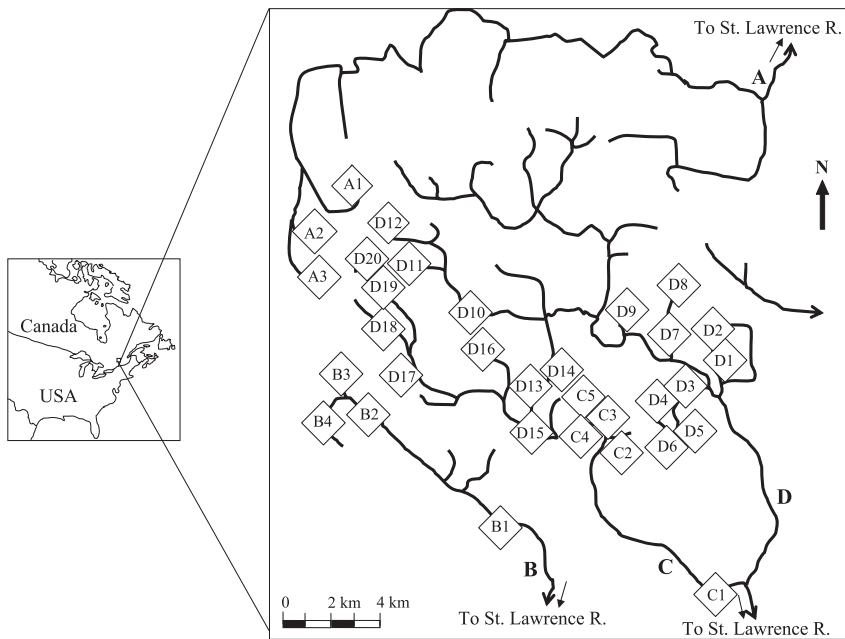 To St. Lawrence R.
A
N
A1
D12
A2
D20
D11
A3
D19
D8
D10
D9
D18
D7
D2
Canada
D16
D1
USA
B3
D17
D14
D13
D3
C5
D4
B4
B2
C3
D15
C4
D5
D6
C2
D
B1
B
C
C1
0 2 km 4 km
To St. Lawrence R.
To St. Lawrence R.